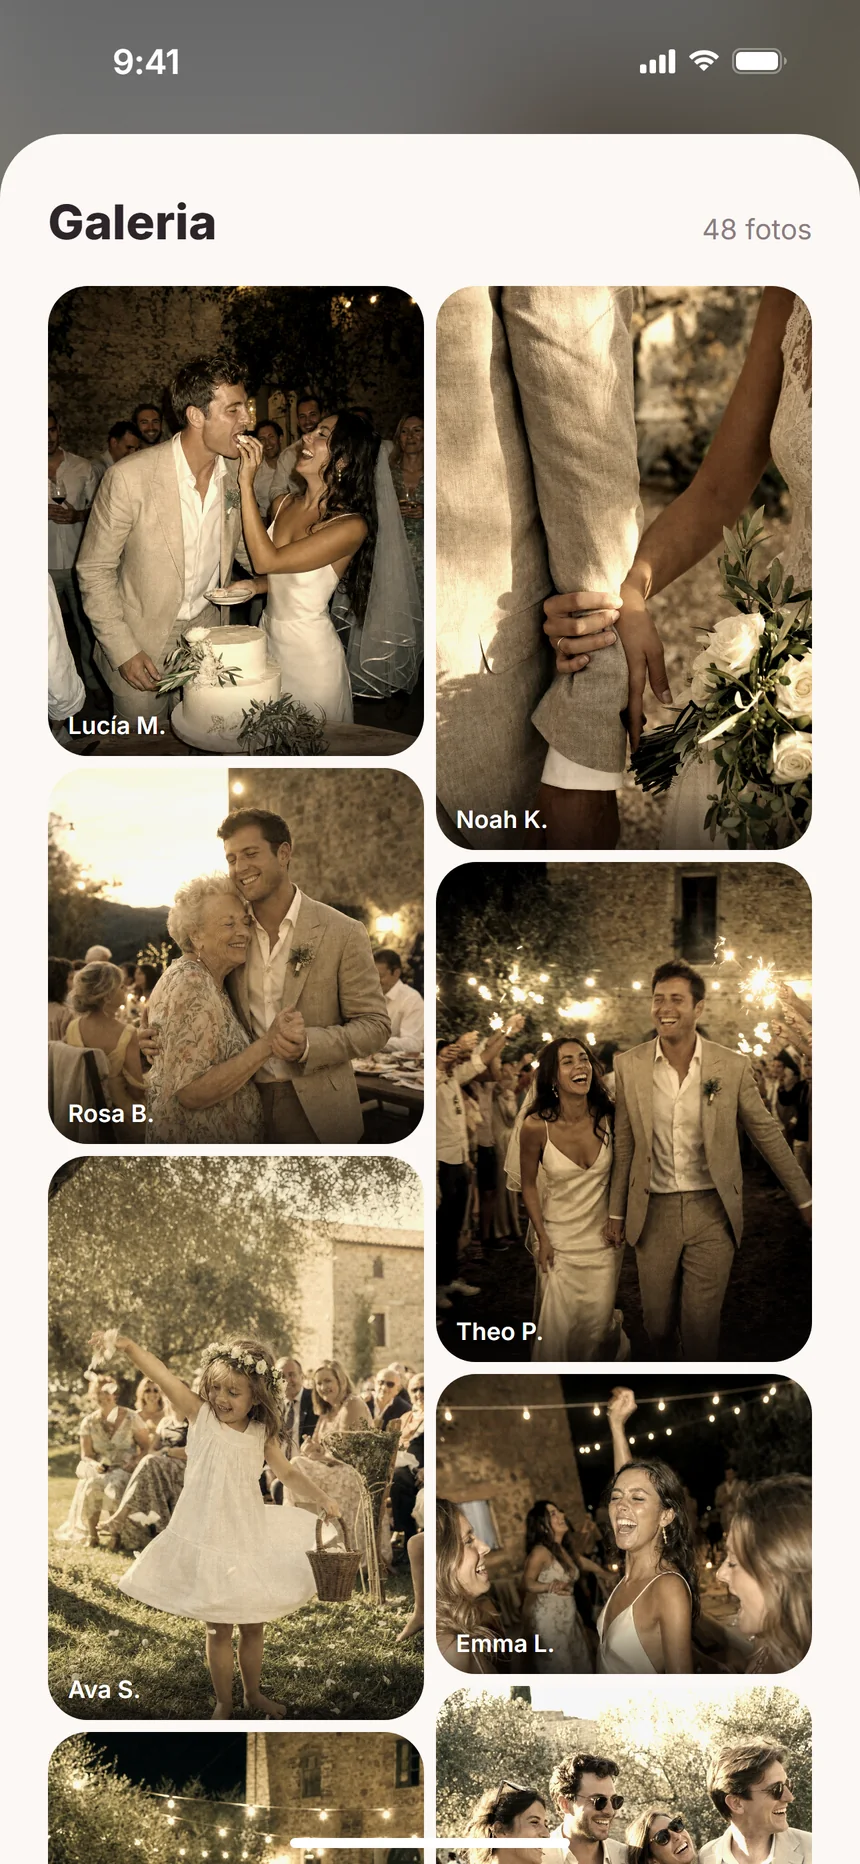 9:41
Galeria
48 fotos
Lucía M.
Noah K.
Rosa B.
Theo P.
Emma L.
Ava S.